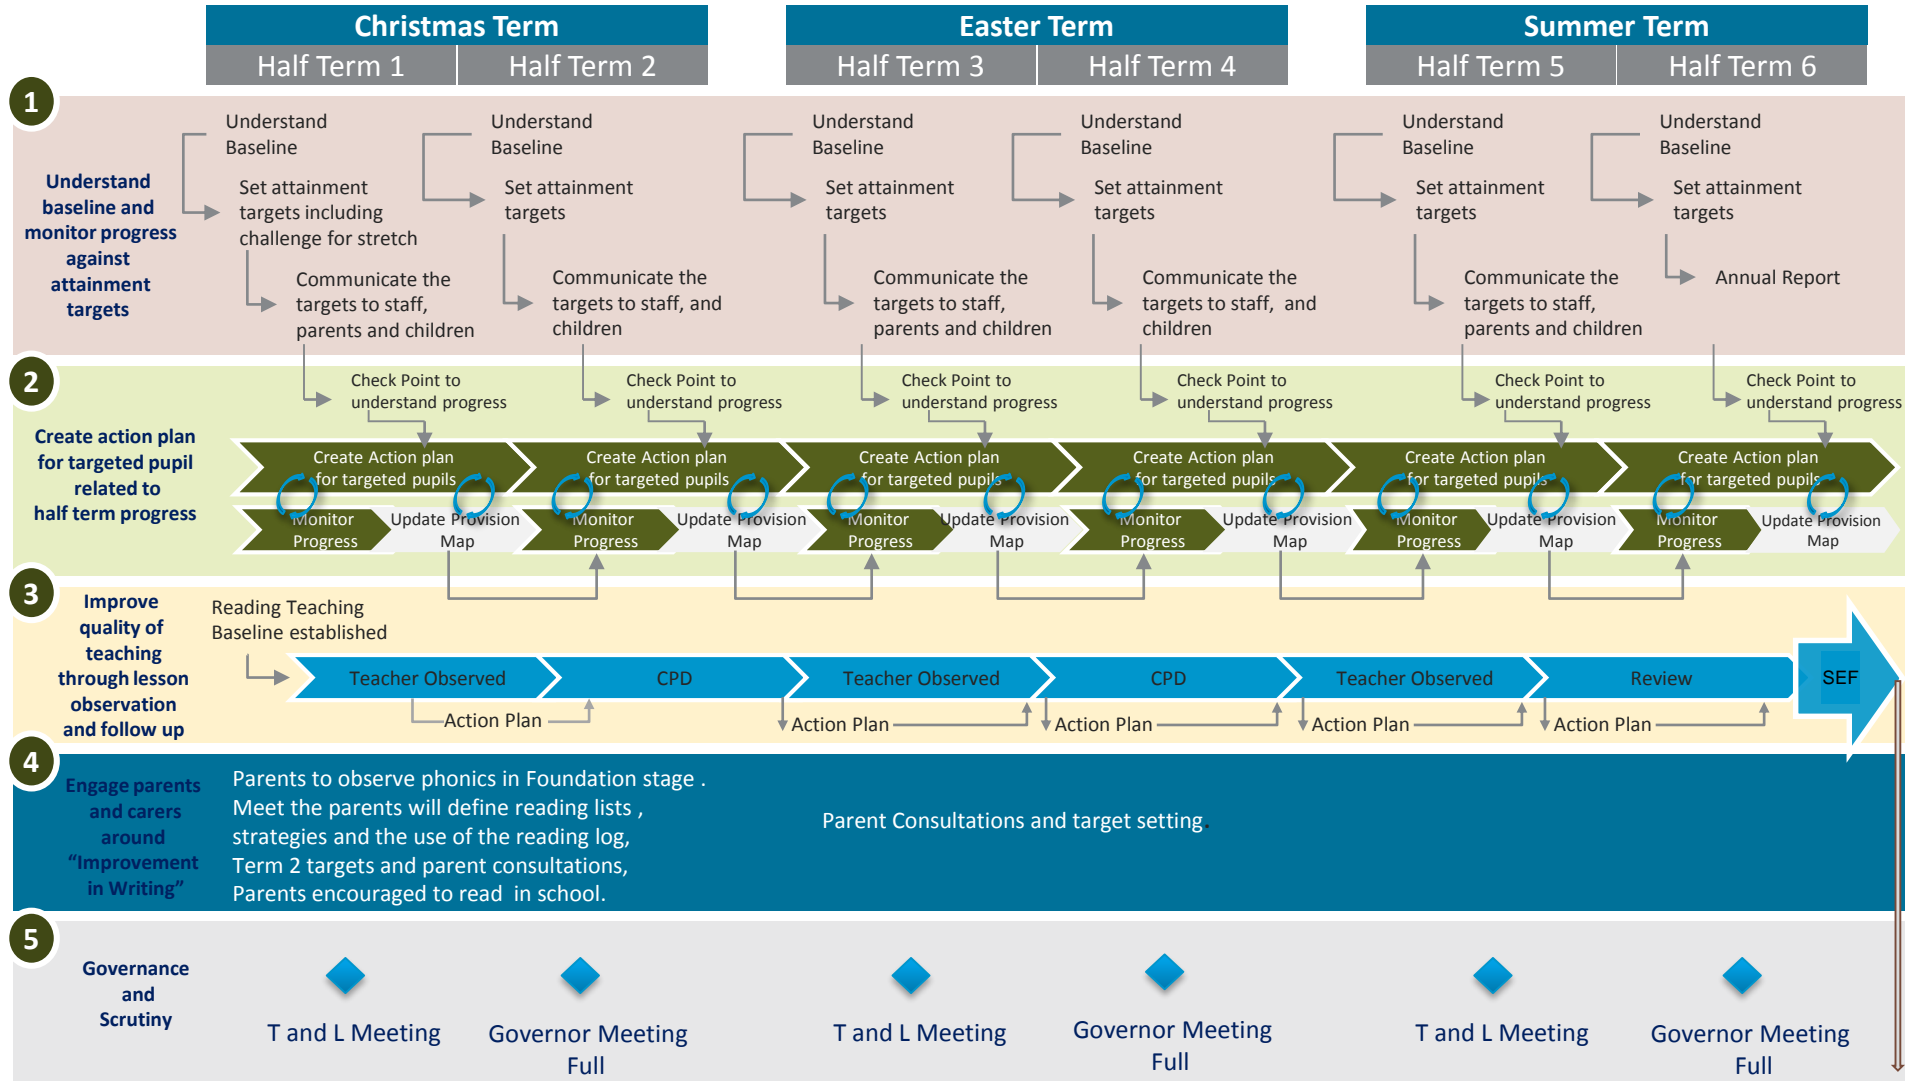 Christmas Term
Easter Term
Summer Term
Half Term 1
Half Term 2
Half Term 3
Half Term 4
Half Term 5
Half Term 6
1
Understand
baseline and
monitor progress
against
attainment
targets
Understand
Baseline
Set attainment
targets including
challenge for stretch
Communicate the
targets to staff,
parents and children
Understand
Baseline
Set attainment
targets
Communicate the
targets to staff, and
children
Understand
Baseline
Set attainment
targets
Communicate the
targets to staff,
parents and children
Understand
Baseline
Set attainment
targets
Communicate the
targets to staff,  and
children
Understand
Baseline
Set attainment
targets
Communicate the
targets to staff,
parents and children
Understand
Baseline
Set attainment
targets
Annual Report
2
Create action plan
for targeted pupil
related to
half term progress
Check Point to
understand progress
Check Point to
understand progress
Check Point to
understand progress
Check Point to
understand progress
Check Point to
understand progress
Check Point to
understand progress
Create Action plan
for targeted pupils
Create Action plan
for targeted pupils
Create Action plan
for targeted pupils
Create Action plan
for targeted pupils
Create Action plan
for targeted pupils
Create Action plan
for targeted pupils
Monitor
Progress
Update Provision
Map
Monitor
Progress
Update Provision
Map
Monitor
Progress
Update Provision
Map
Monitor
Progress
Update Provision
Map
Monitor
Progress
Update Provision
Map
Monitor
Progress
Update Provision
Map
3
Improve
quality of
teaching
through lesson
observation
and follow up
Reading Teaching
Baseline established
Teacher Observed
CPD
Teacher Observed
CPD
Teacher Observed
Review
SEF
Action Plan
Action Plan
Action Plan
Action Plan
Action Plan
4
Engage parents
and carers
around
“Improvement
in Writing”
Parents to observe phonics in Foundation stage .
Meet the parents will define reading lists ,
strategies and the use of the reading log,
Term 2 targets and parent consultations,
Parents encouraged to read  in school.
Parent Consultations and target setting.
5
Governance
and
Scrutiny
T and L Meeting
Governor Meeting
Full
T and L Meeting
Governor Meeting
Full
T and L Meeting
Governor Meeting
Full